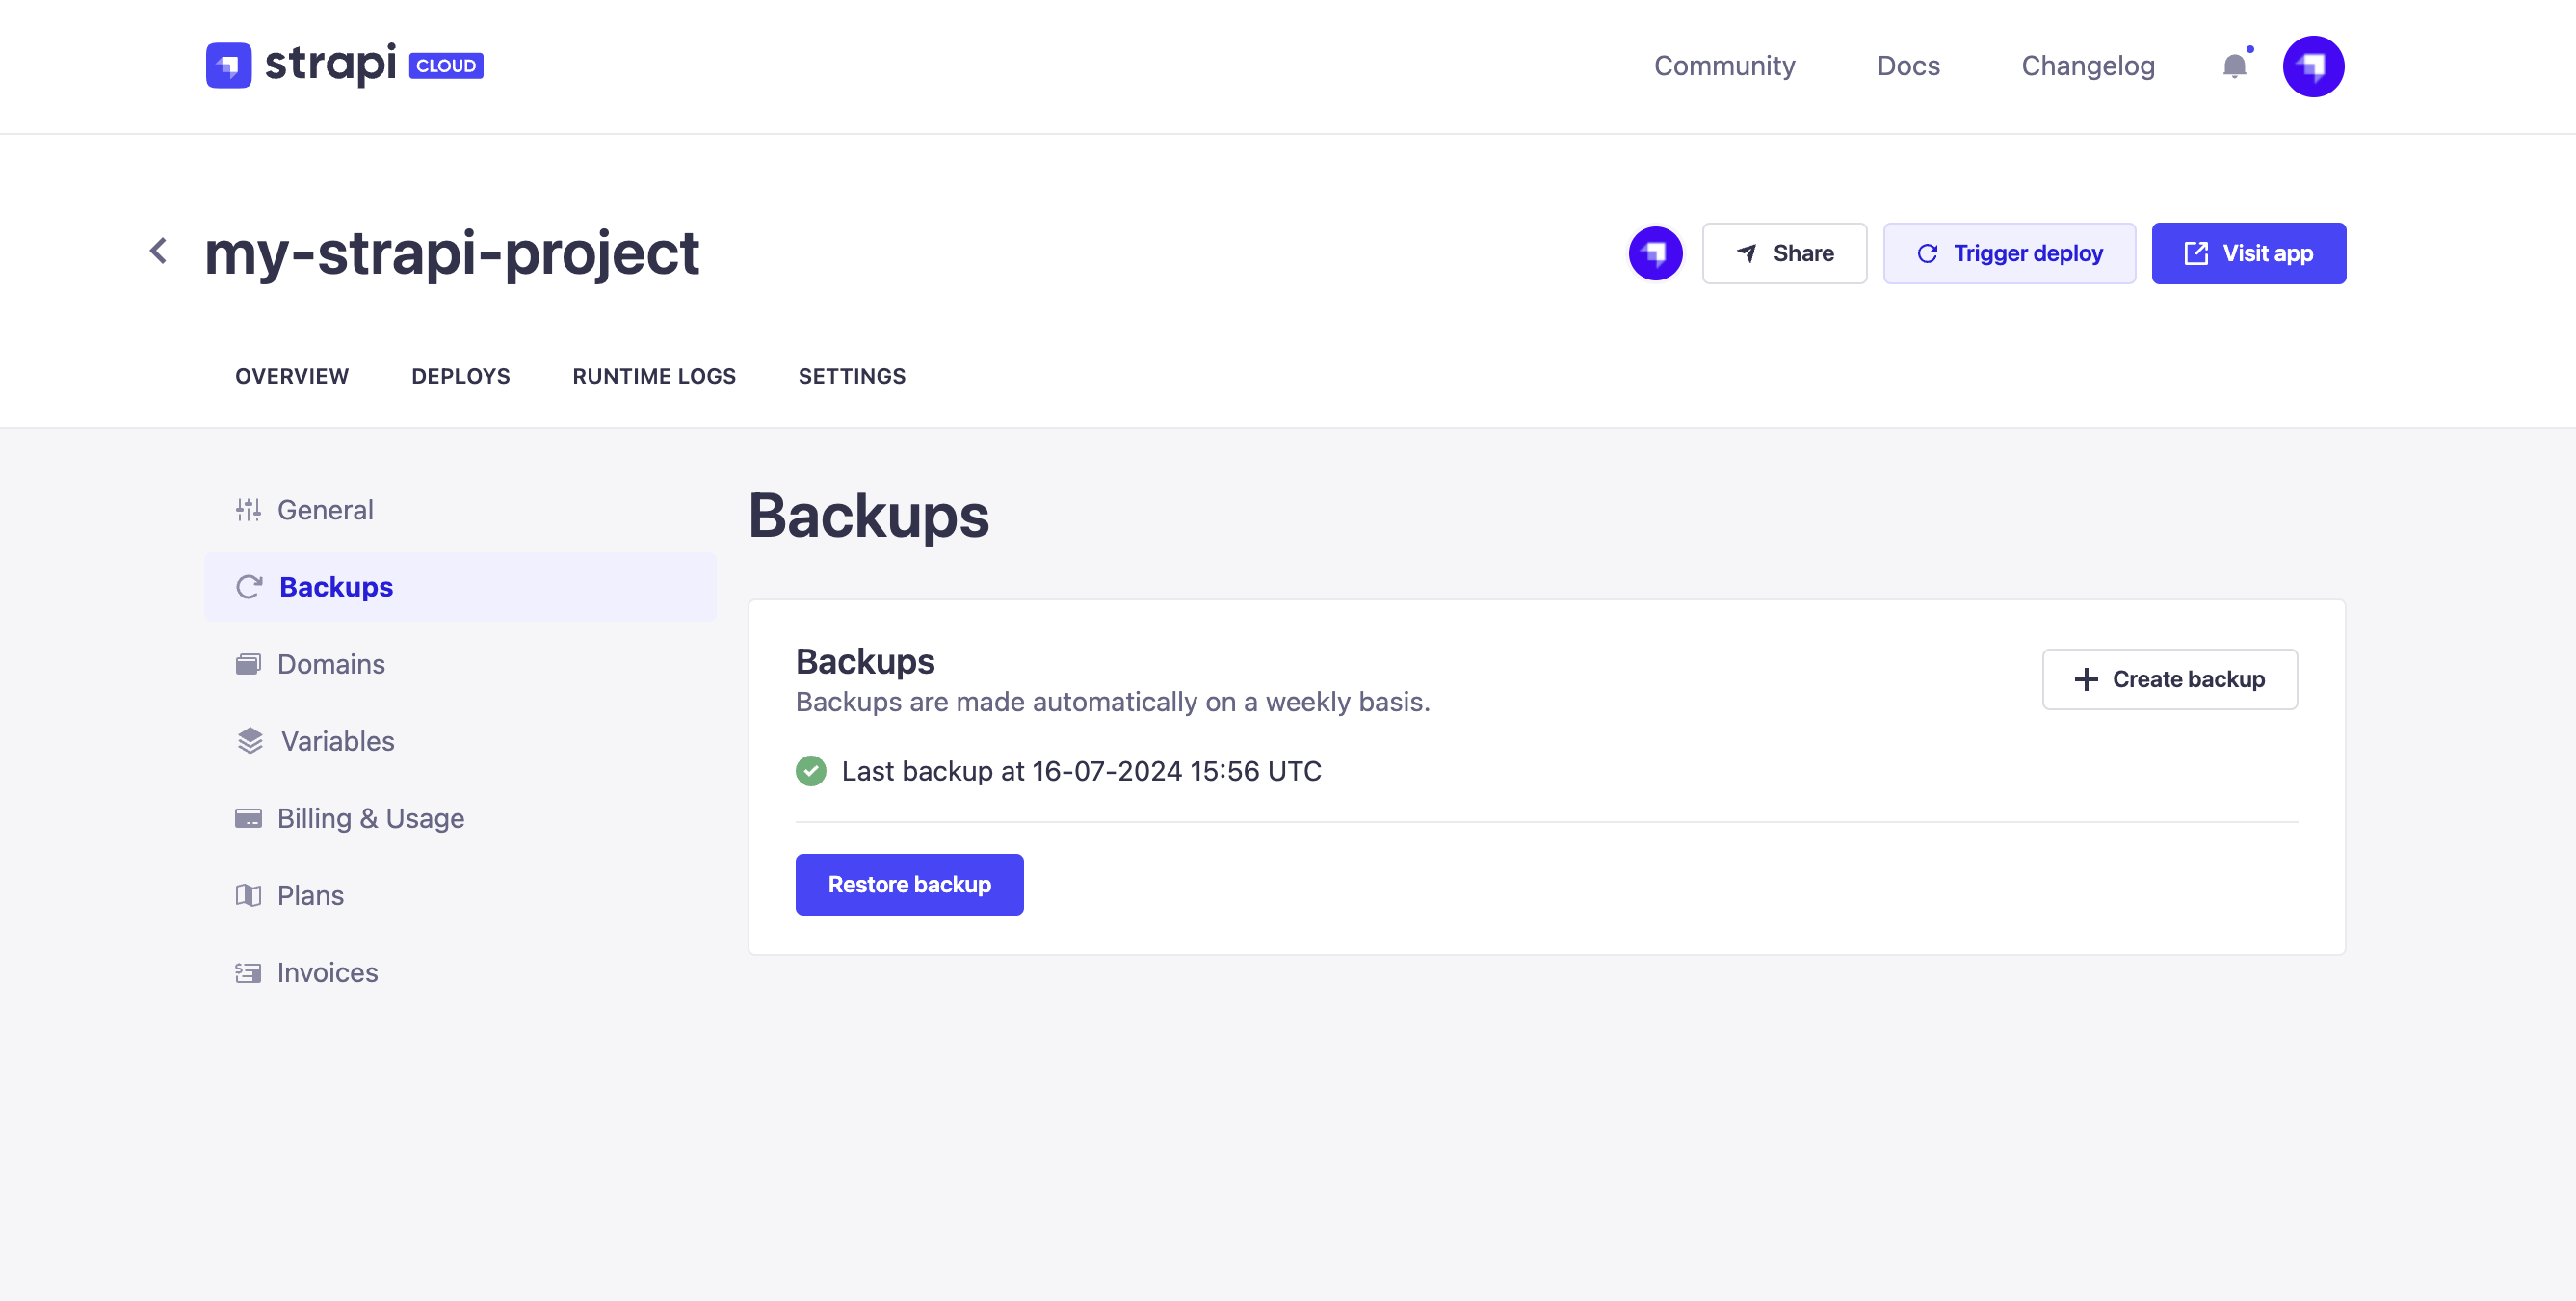 strapi CLOUD
Community Docs Changelog
my-strapi-project
Share Trigger deploy Visit app
OVERVIEW DEPLOYS RUNTIME LOGS SETTINGS
General
Backups
Domains
Variables
Billing & Usage
Plans
Invoices
Backups
Backups
Create backup
Backups are made automatically on a weekly basis.
Last backup at 16-07-2024 15:56 UTC
Restore backup